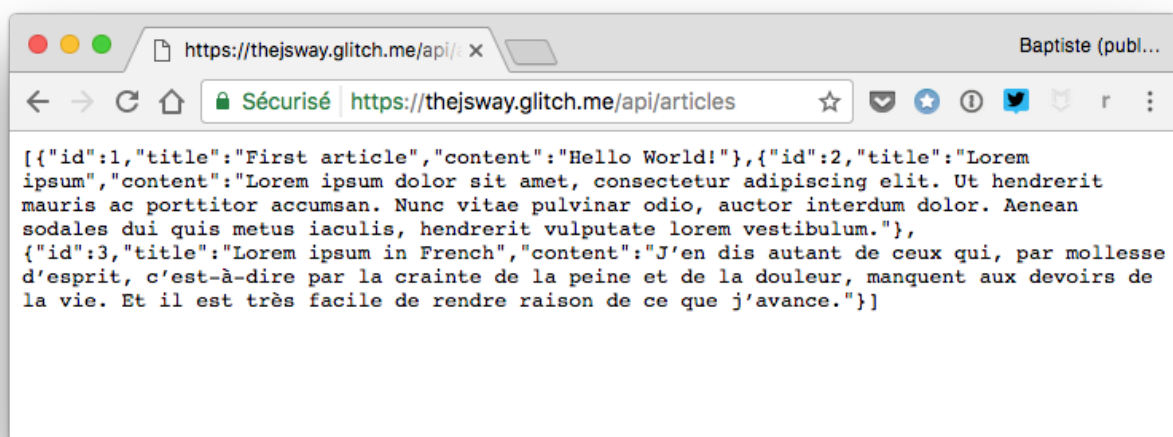 https://thejsway.glitch.me/api/
Baptiste (publ...
Sécurisé https://thejsway.glitch.me/api/articles
r
[{"id":1,"title":"First article","content":"Hello World!"},{"id":2,"title":"Lorem
ipsum","content":"Lorem ipsum dolor sit amet, consectetur adipiscing elit. Ut hendrerit
mauris ac porttitor accumsan. Nunc vitae pulvinar odio, auctor interdum dolor. Aenean
sodales dui quis metus iaculis, hendrerit vulputate lorem vestibulum."},
{"id":3,"title":"Lorem ipsum in French","content":"J’en dis autant de ceux qui, par mollesse
d’esprit, c’est-à-dire par la crainte de la peine et de la douleur, manquent aux devoirs de
la vie. Et il est très facile de rendre raison de ce que j’avance."}]